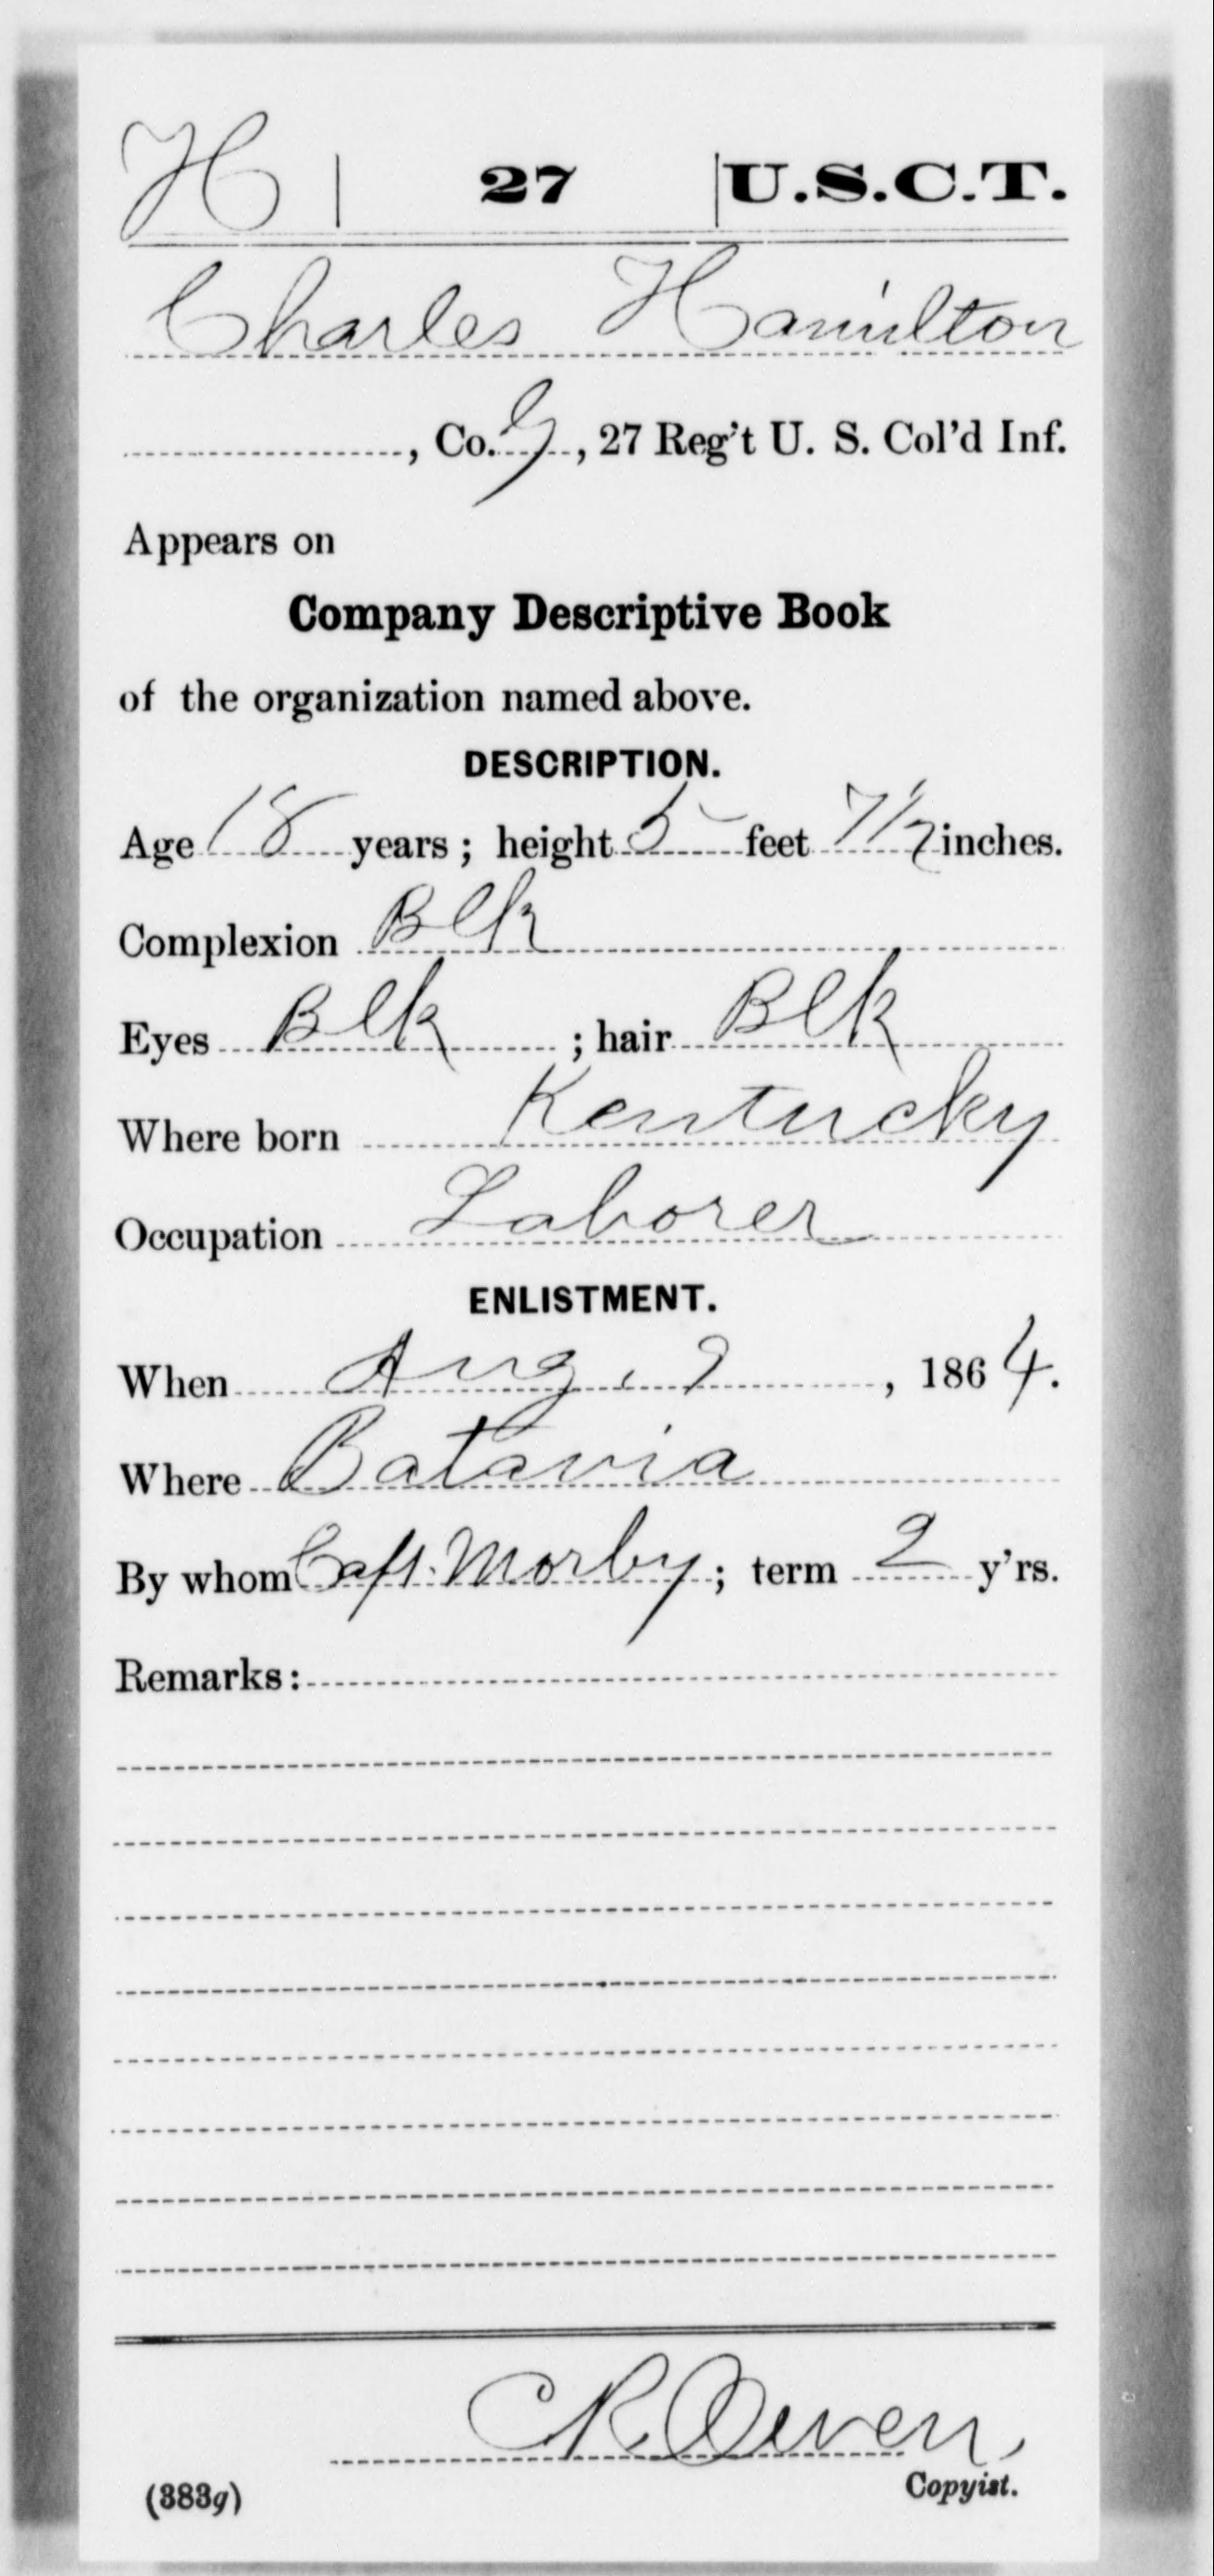 H | 27 | U.S.C.T.
Charles Hamilton
, Co. G, 27 Reg't U. S. Col'd Inf.
Appears on
Company Descriptive Book
of the organization named above.
DESCRIPTION.
Age 18 years; height 5 feet 7 1/2 inches.
Complexion Blk
Eyes Blk ; hair Blk
Where born Kentucky
Occupation Laborer
ENLISTMENT.
When Aug. 9, 1864.
Where Batavia
By whom Capt. Morby; term 2 y'rs.
Remarks:
C R Owen,
(383g) Copyist.